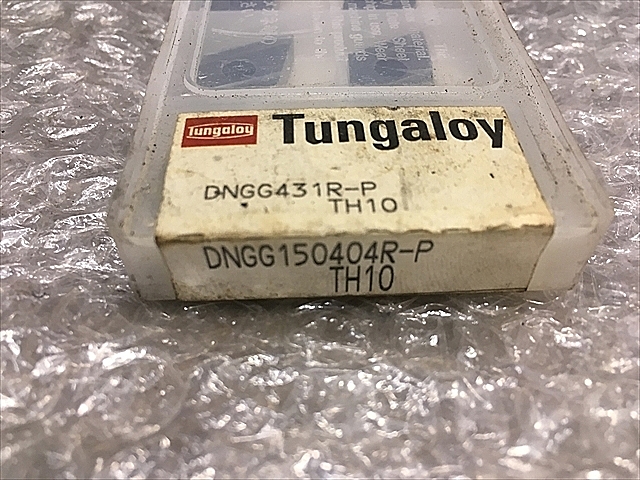 Tungaloy Tungaloy
DNGG431R-P
TH10
DNGG150404R-P
TH10